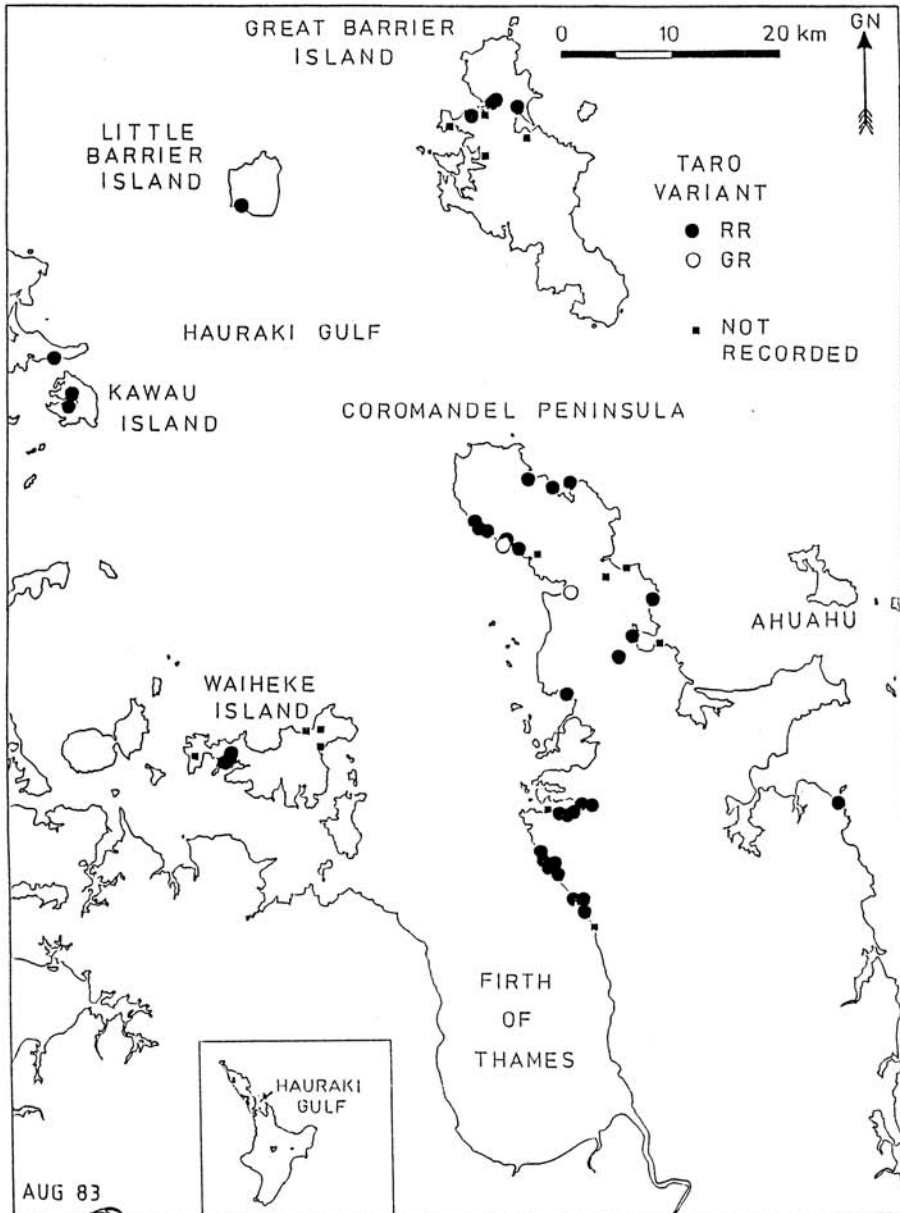 GREAT BARRIER
ISLAND
0 10 20 km
GN
LITTLE
BARRIER
ISLAND
TARO
VARIANT
RR
GR
NOT
RECORDED
HAURAKI GULF
KAWAU
ISLAND
COROMANDEL PENINSULA
AHUAHU
WAIHEKE
ISLAND
FIRTH
OF
THAMES
HAURAKI
GULF
AUG 83